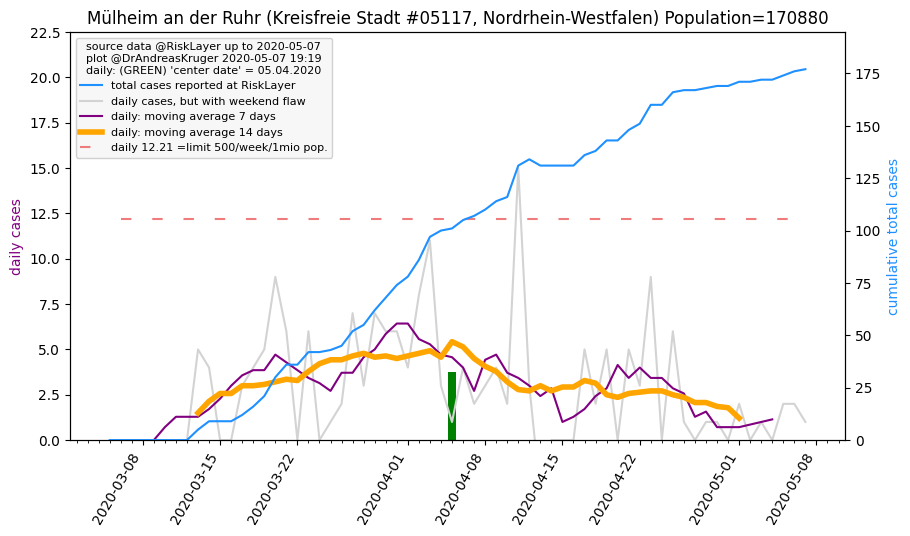 Mülheim an der Ruhr (Kreisfreie Stadt #05117, Nordrhein-Westfalen) Population=170880
source data @RiskLayer up to 2020-05-07
plot @DrAndreasKruger 2020-05-07 19:19
daily: (GREEN) 'center date' = 05.04.2020
total cases reported at RiskLayer
daily cases, but with weekend flaw
daily: moving average 7 days
daily: moving average 14 days
daily 12.21 =limit 500/week/1mio pop.
daily cases
22.5
20.0
17.5
15.0
12.5
10.0
7.5
5.0
2.5
0.0
175
150
125
100
75
50
25
0
cumulative total cases
2020-03-08
2020-03-15
2020-03-22
2020-04-01
2020-04-08
2020-04-15
2020-04-22
2020-05-01
2020-05-08